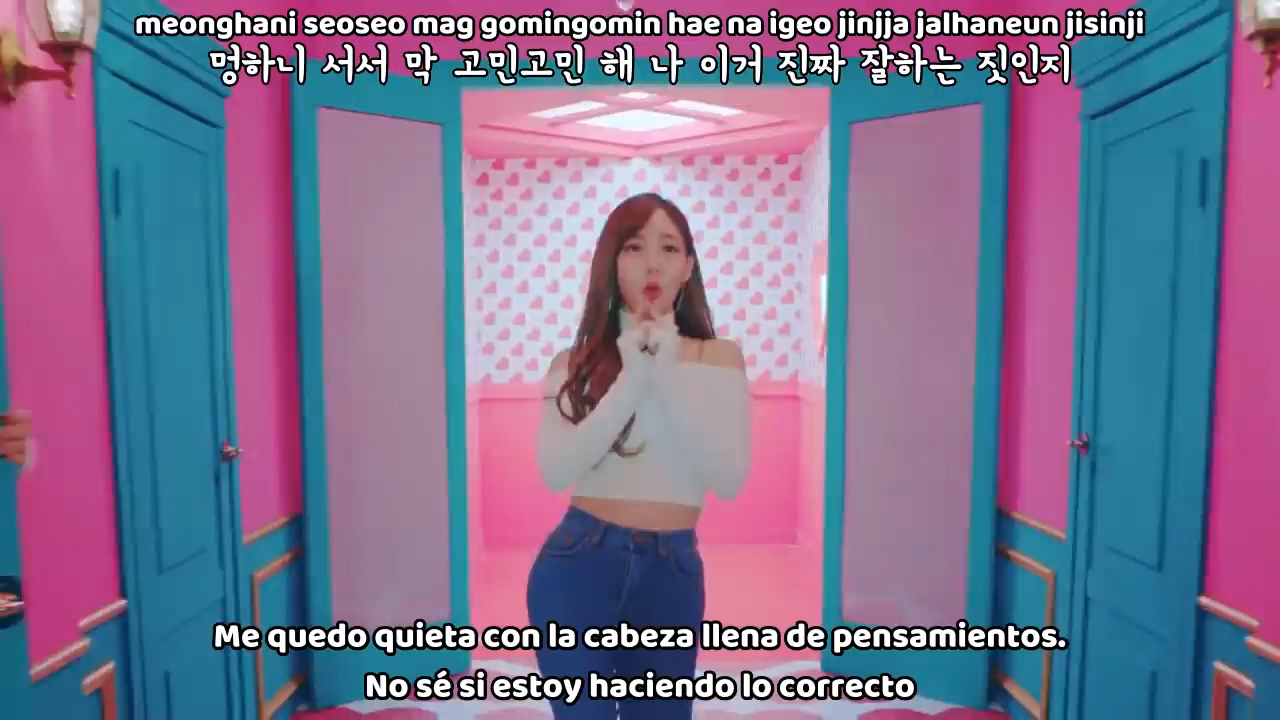 meonghani seoseo mag gomingomin hae na igeo jinjja jalhaneun jisinji
멍하니 서서 막 고민고민 해 나 이거 진짜 잘하는 짓인지
Me quedo quieta con la cabeza llena de pensamientos.
No sé si estoy haciendo lo correcto